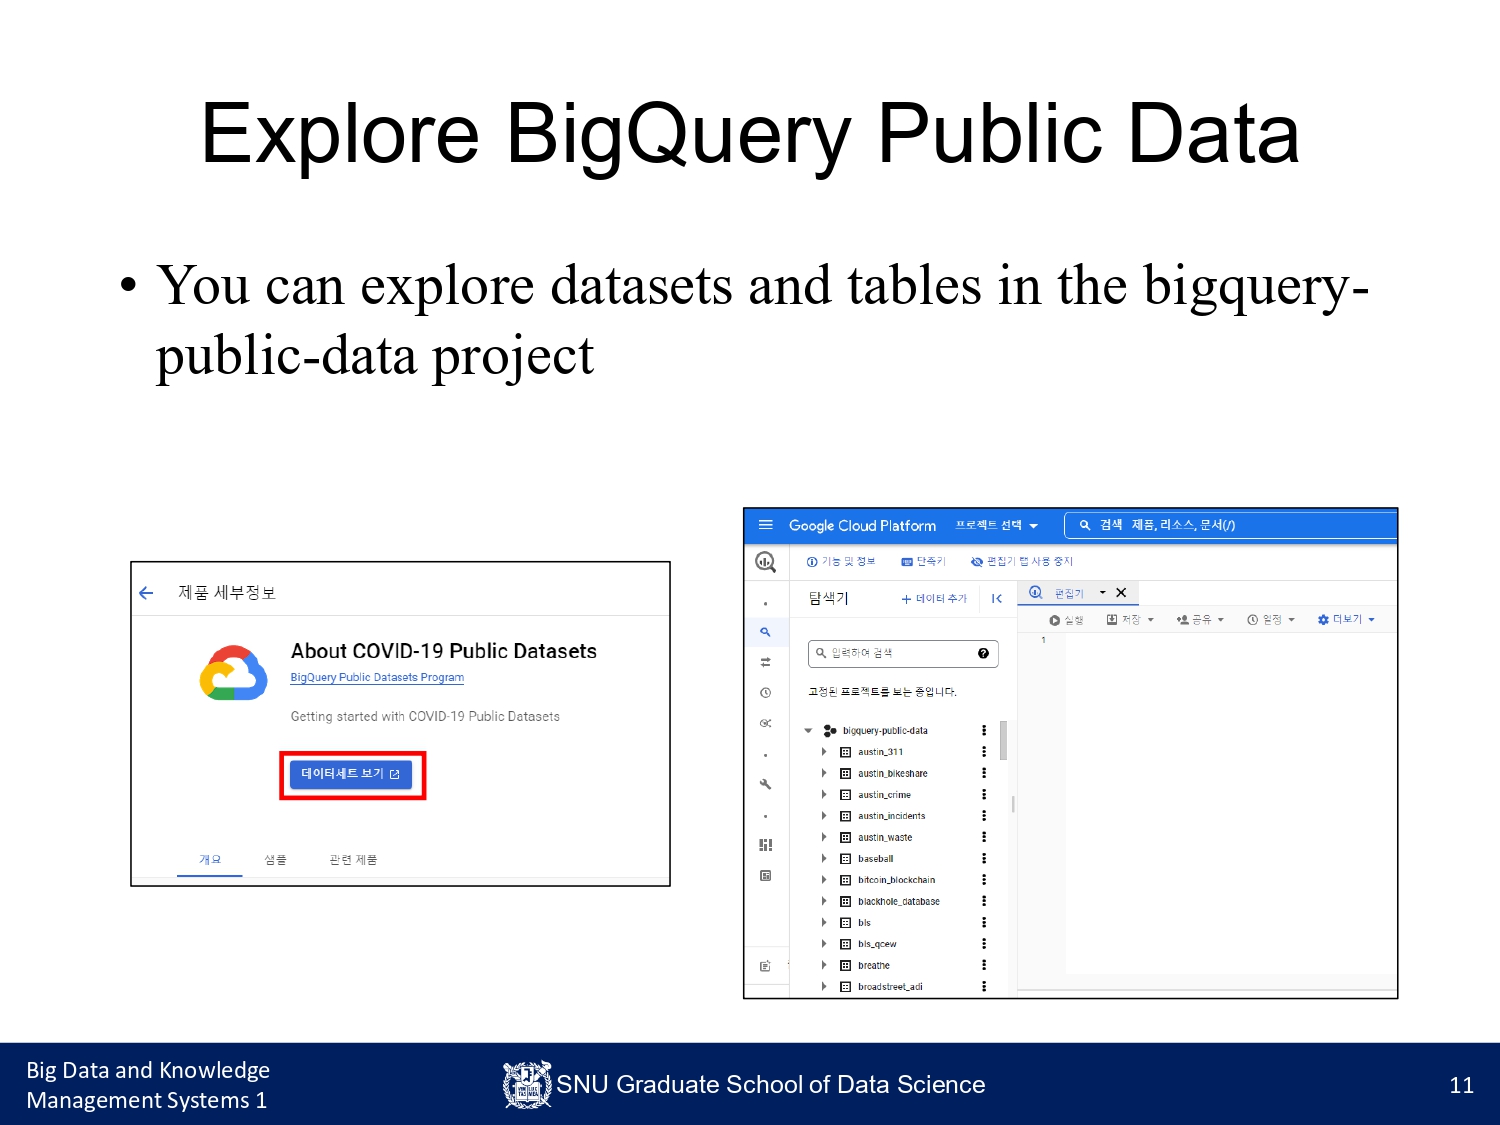 Explore BigQuery Public Data
• You can explore datasets and tables in the bigquery-
public-data project
제품 세부정보
About COVID-19 Public Datasets
BigQuery Public Datasets Program
Getting started with COVID-19 Public Datasets
데이터세트 보기
개요 샘플 관련 제품
Google Cloud Platform 프로젝트 선택 검색 제품, 리소스, 문서(/)
기능 및 정보 단축키 편집기 탭 사용 중지
탐색기 + 데이터 추가
편집기
실행 저장 공유 일정 더보기
1
입력하여 검색
고정된 프로젝트를 보는 중입니다.
bigquery-public-data
austin_311
austin_bikeshare
austin_crime
austin_incidents
austin_waste
baseball
bitcoin_blockchain
blackhole_database
bls
bls_qcew
breathe
broadstreet_adi
Big Data and Knowledge
Management Systems 1
SNU Graduate School of Data Science
11